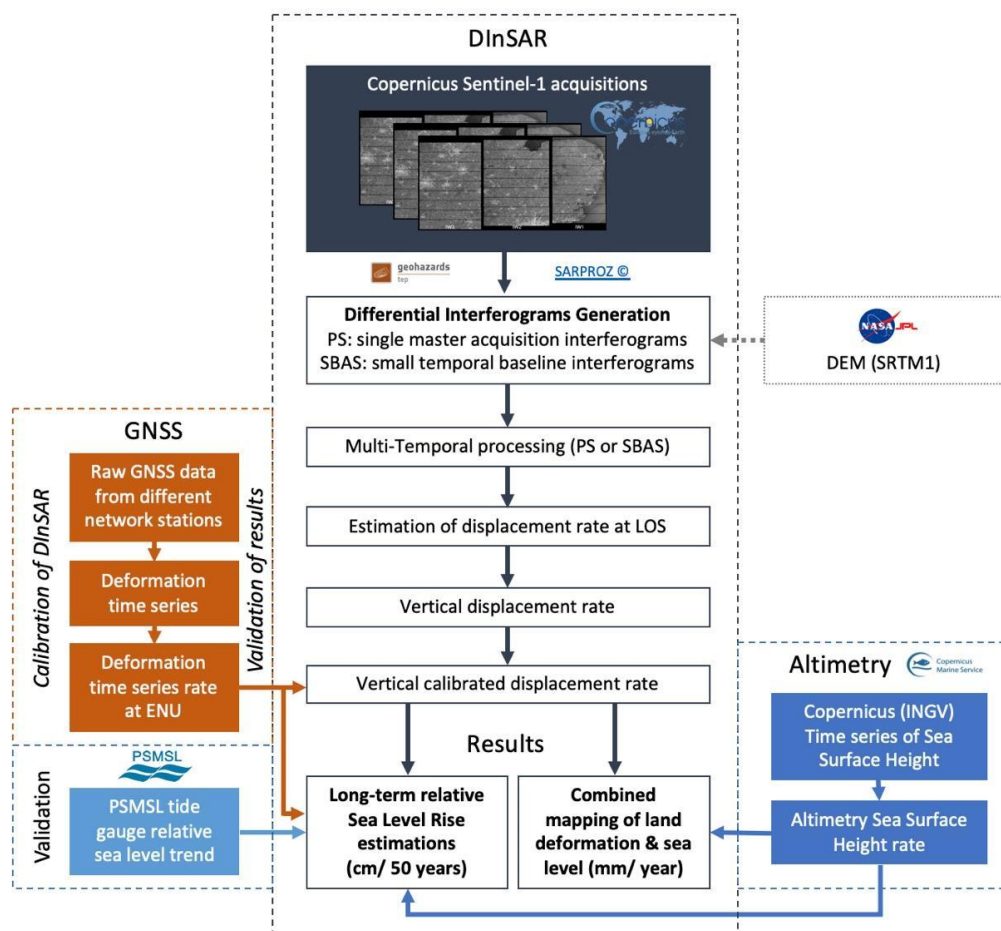 DInSAR
Copernicus Sentinel-1 acquisitions
IW3
IW2
IW1
geohazards
tep
SARPROZ ©
Differential Interferograms Generation
PS: single master acquisition interferograms
SBAS: small temporal baseline interferograms
NASA
JPL
DEM (SRTM1)
Multi-Temporal processing (PS or SBAS)
Estimation of displacement rate at LOS
Vertical displacement rate
Vertical calibrated displacement rate
GNSS
Calibration of DInSAR
Raw GNSS data
from different
network stations
Deformation
time series
Deformation
time series rate
at ENU
Validation of results
Validation
PSMSL
PSMSL tide
gauge relative
sea level trend
Results
Long-term relative
Sea Level Rise
estimations
(cm/ 50 years)
Combined
mapping of land
deformation & sea
level (mm/ year)
Altimetry
Copernicus
Marine Service
Copernicus (INGV)
Time series of Sea
Surface Height
Altimetry Sea Surface
Height rate